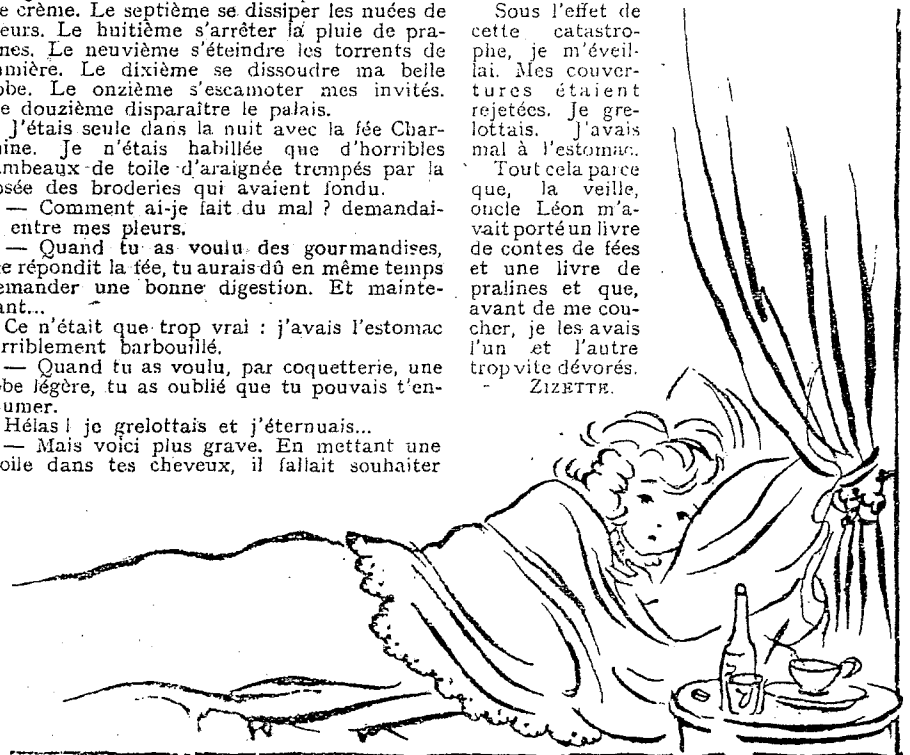 e crème. Le septième se dissiper les nuées de
eurs. Le huitième s'arrêter la pluie de pra-
nes. Le neuvième s'éteindre les torrents de
mière. Le dixième se dissoudre ma belle
obe. Le onzième s'escamoter mes invités.
e douzième disparaître le palais.
J'étais seule dans la nuit avec la fée Char-
ine. Je n'étais habillée que d'horribles
mbeaux de toile d'araignée trempés par la
osée des broderies qui avaient fondu.
— Comment ai-je fait du mal ? demandai-
entre mes pleurs.
— Quand tu as voulu des gourmandises,
e répondit la fée, tu aurais dû en même temps
emander une bonne digestion. Et mainte-
ant...
Ce n'était que trop vrai : j'avais l'estomac
rriblement barbouillé.
— Quand tu as voulu, par coquetterie, une
be légère, tu as oublié que tu pouvais t'en-
umer.
Hélas ! je grelottais et j'éternuais...
— Mais voici plus grave. En mettant une
oile dans tes cheveux, il fallait souhaiter
Sous l'effet de
cette catastro-
phe, je m'éveil-
lai. Mes couver-
tures étaient
rejetées. Je gre-
lottais. J'avais
mal à l'estomac.
Tout cela parce
que, la veille,
oncle Léon m'a-
vait porté un livre
de contes de fées
et une livre de
pralines et que,
avant de me cou-
cher, je les avais
l'un et l'autre
trop vite dévorés.
ZIZETTE.